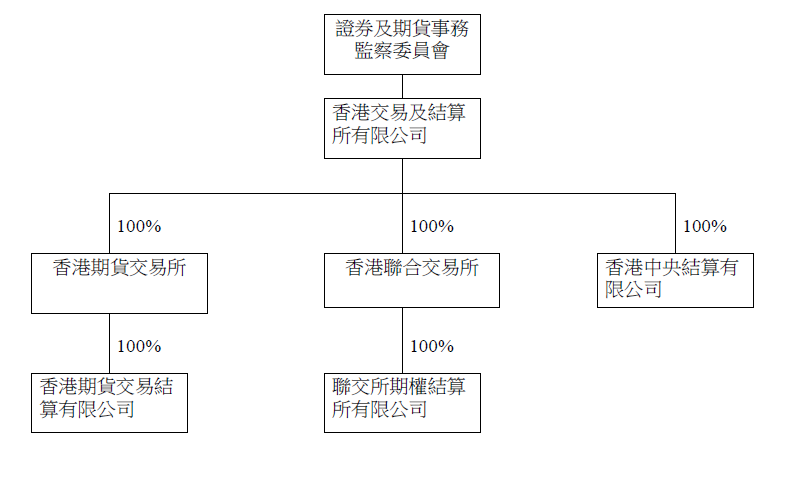 證券及期貨事務
監察委員會
香港交易及結算
所有限公司
100%
100%
100%
香港期貨交易所
香港聯合交易所
香港中央結算有
限公司
100%
100%
香港期貨交易結
算有限公司
聯交所期權結算
所有限公司